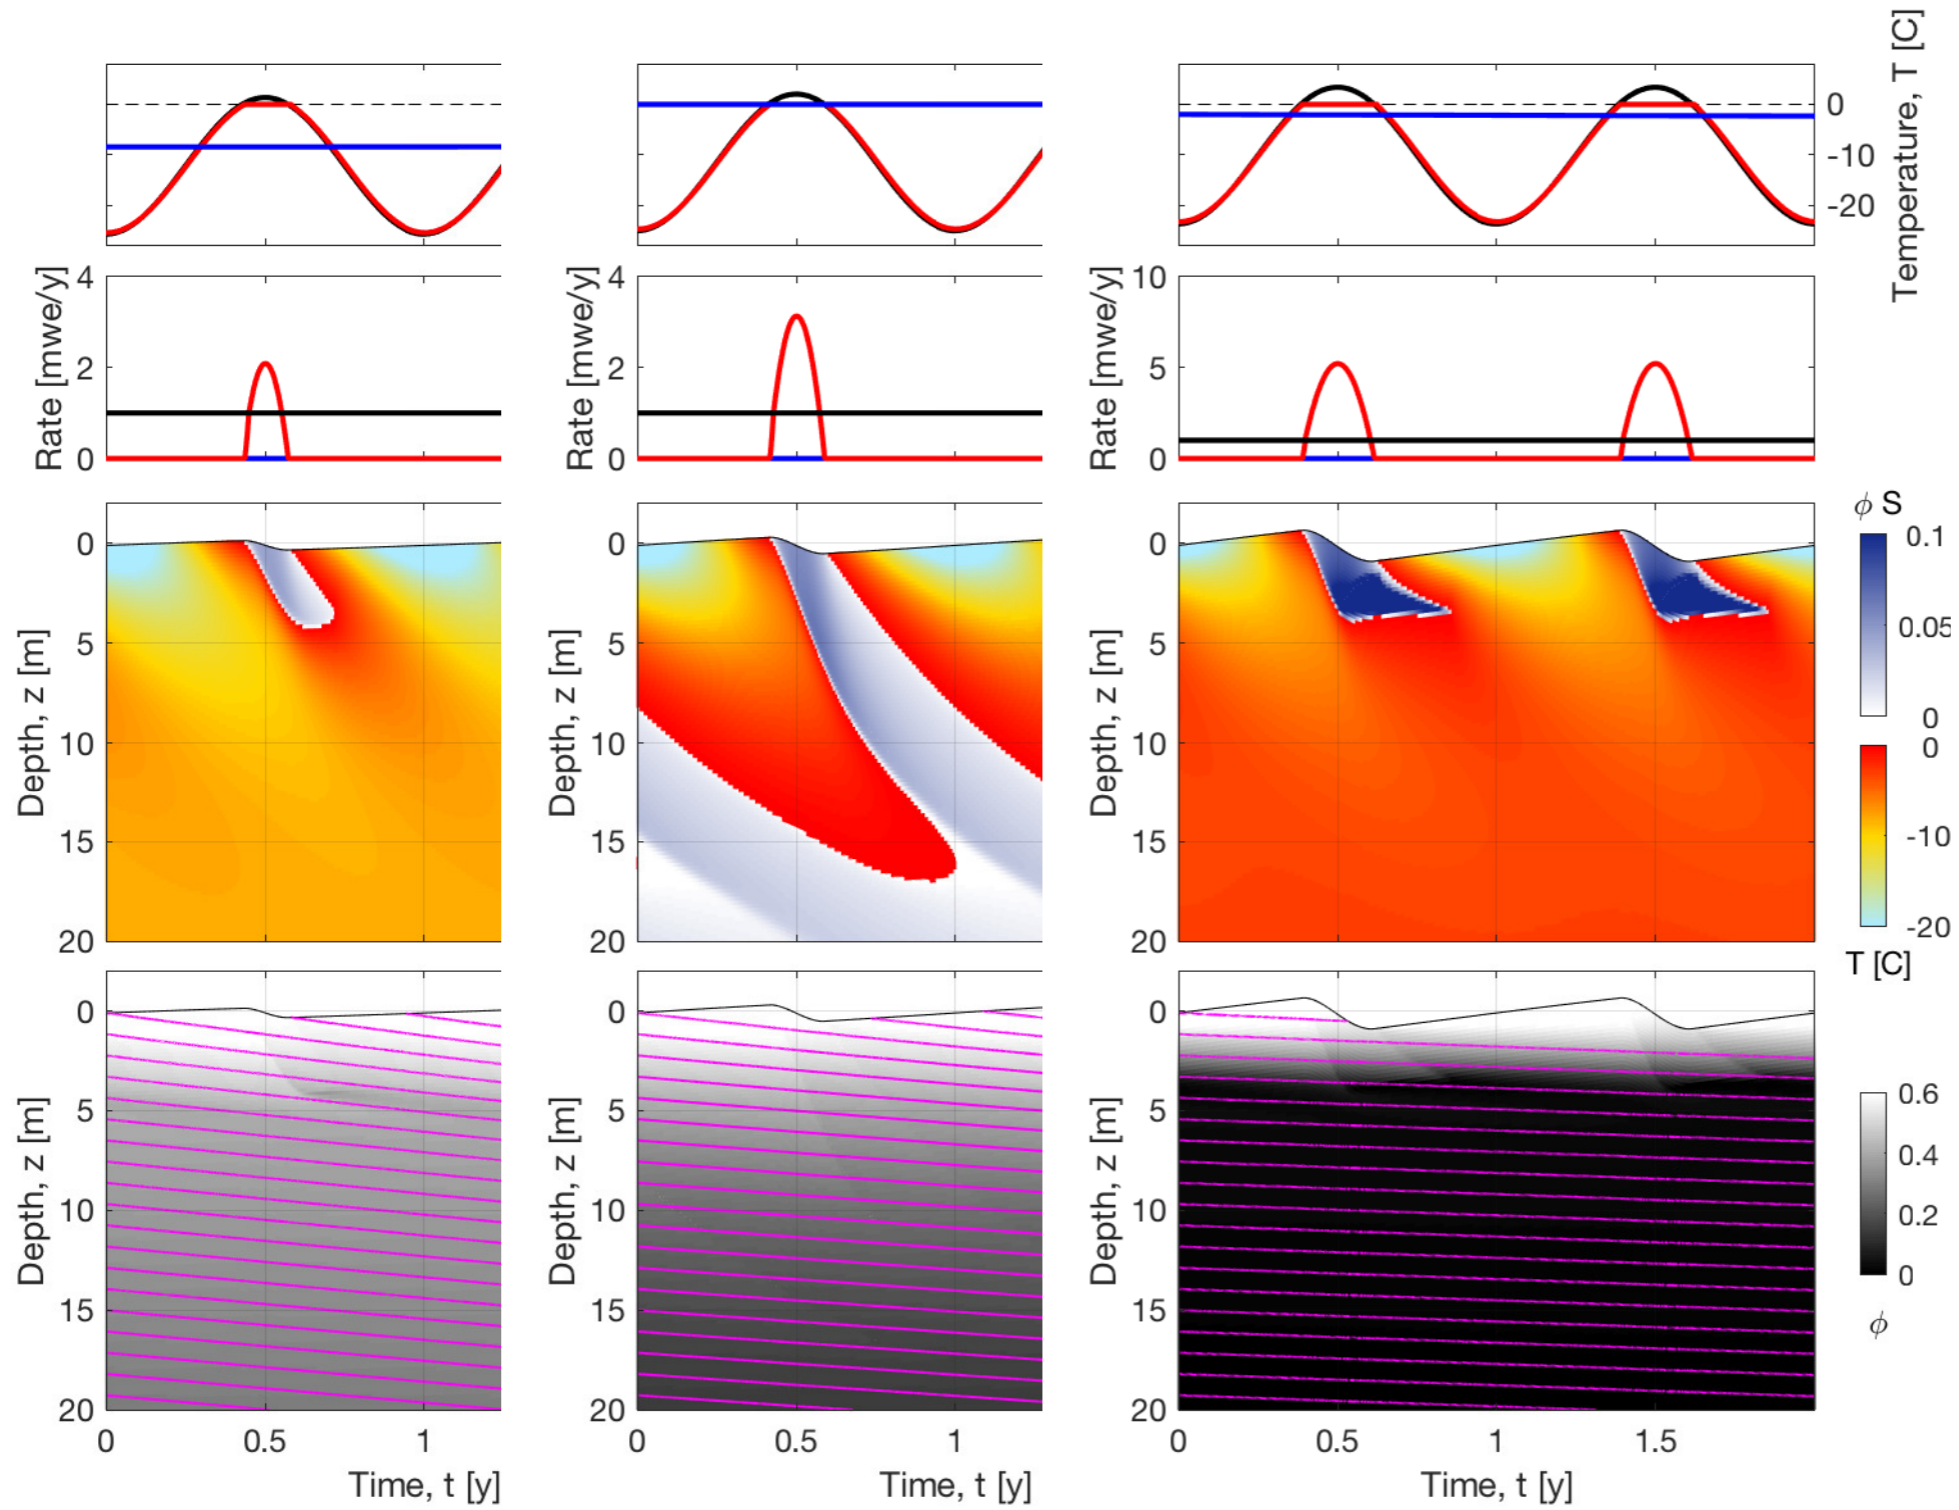 0
-10
-20
Temperature, T [C]
4
2
0
Rate [mwe/y]
4
2
0
Rate [mwe/y]
10
5
0
Rate [mwe/y]
0
5
10
15
20
Depth, z [m]
0
5
10
15
20
Depth, z [m]
0
5
10
15
20
Depth, z [m]
ϕ S
0.1
0.05
0
0
-10
-20
T [C]
0
5
10
15
20
Depth, z [m]
0
5
10
15
20
Depth, z [m]
0
5
10
15
20
Depth, z [m]
0.6
0.4
0.2
0
ϕ
0 0.5 1
0 0.5 1
0 0.5 1 1.5
Time, t [y]
Time, t [y]
Time, t [y]